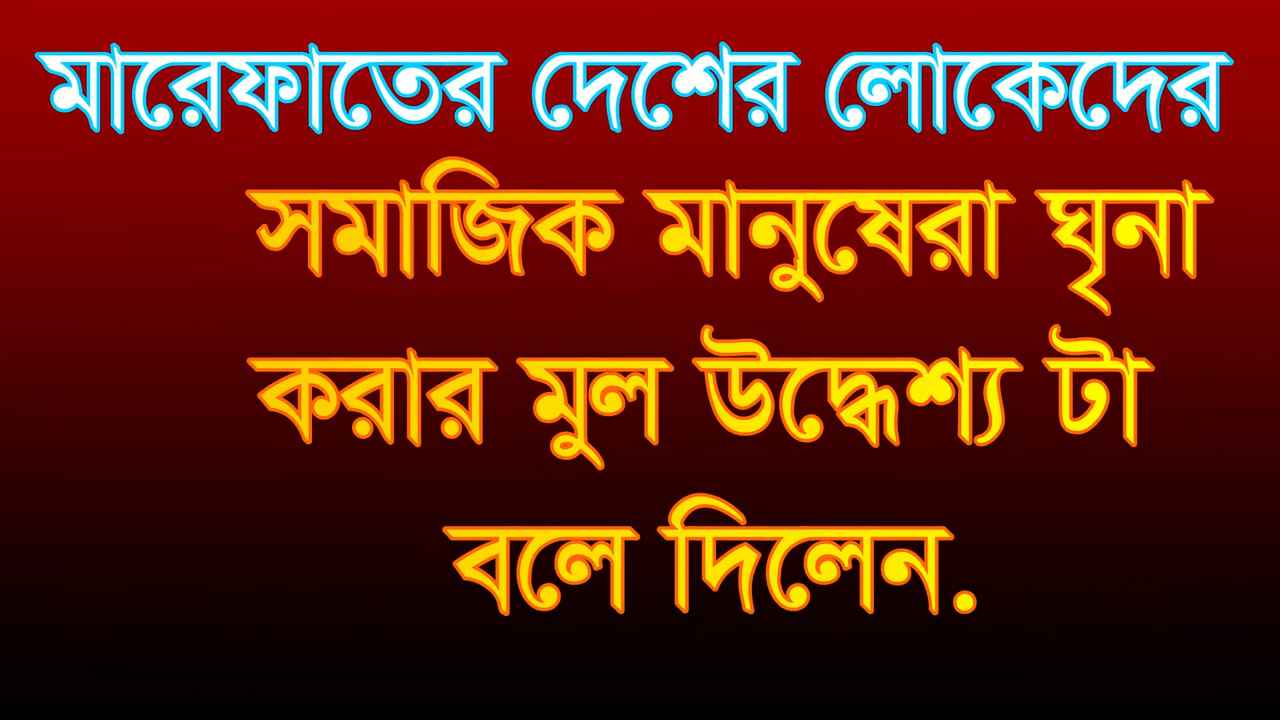 মারেফাতের দেশের লোকেদের
সমাজিক মানুষেরা ঘৃনা
করার মুল উদ্ধেশ্য টা
বলে দিলেন.